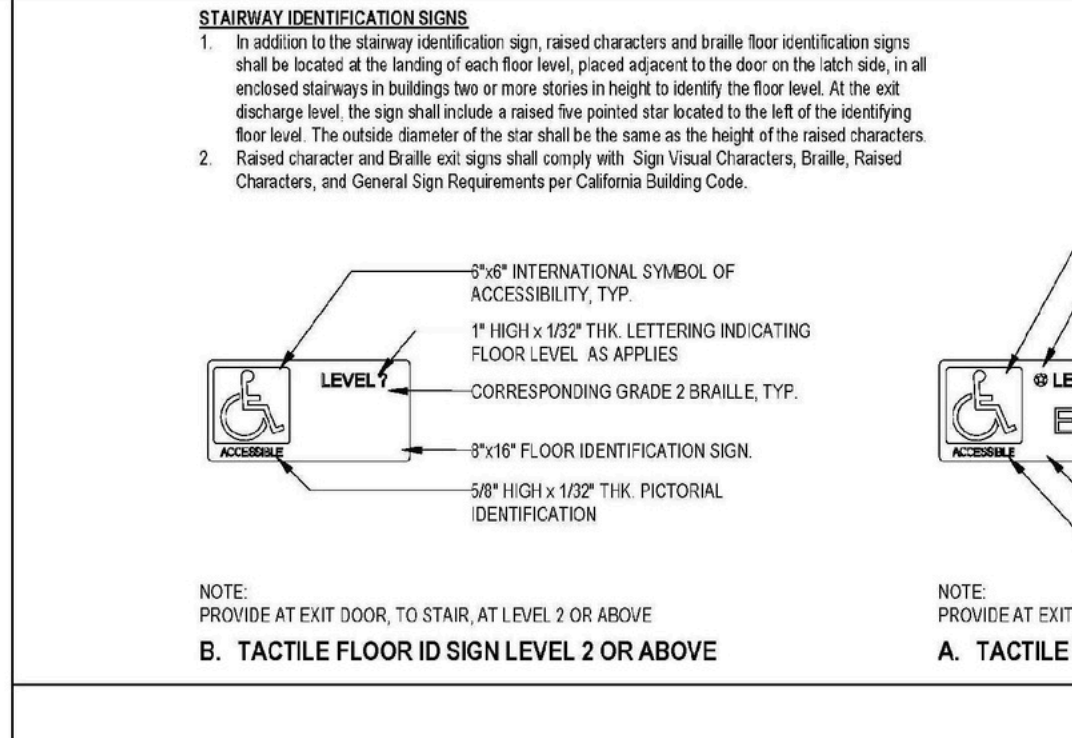 STAIRWAY IDENTIFICATION SIGNS
1. In addition to the stairway identification sign, raised characters and braille floor identification signs
shall be located at the landing of each floor level, placed adjacent to the door on the latch side, in all
enclosed stairways in buildings two or more stories in height to identify the floor level. At the exit
discharge level, the sign shall include a raised five pointed star located to the left of the identifying
floor level. The outside diameter of the star shall be the same as the height of the raised characters.
2. Raised character and Braille exit signs shall comply with Sign Visual Characters, Braille, Raised
Characters, and General Sign Requirements per California Building Code.
6"x6" INTERNATIONAL SYMBOL OF
ACCESSIBILITY, TYP.
1" HIGH x 1/32" THK. LETTERING INDICATING
FLOOR LEVEL AS APPLIES
CORRESPONDING GRADE 2 BRAILLE, TYP.
8"x16" FLOOR IDENTIFICATION SIGN.
5/8" HIGH x 1/32" THK. PICTORIAL
IDENTIFICATION
LEVEL ?
ACCESSIBLE
NOTE:
PROVIDE AT EXIT DOOR, TO STAIR, AT LEVEL 2 OR ABOVE
B. TACTILE FLOOR ID SIGN LEVEL 2 OR ABOVE
LE
E
ACCESSIBLE
NOTE:
PROVIDE AT EXIT
A. TACTILE